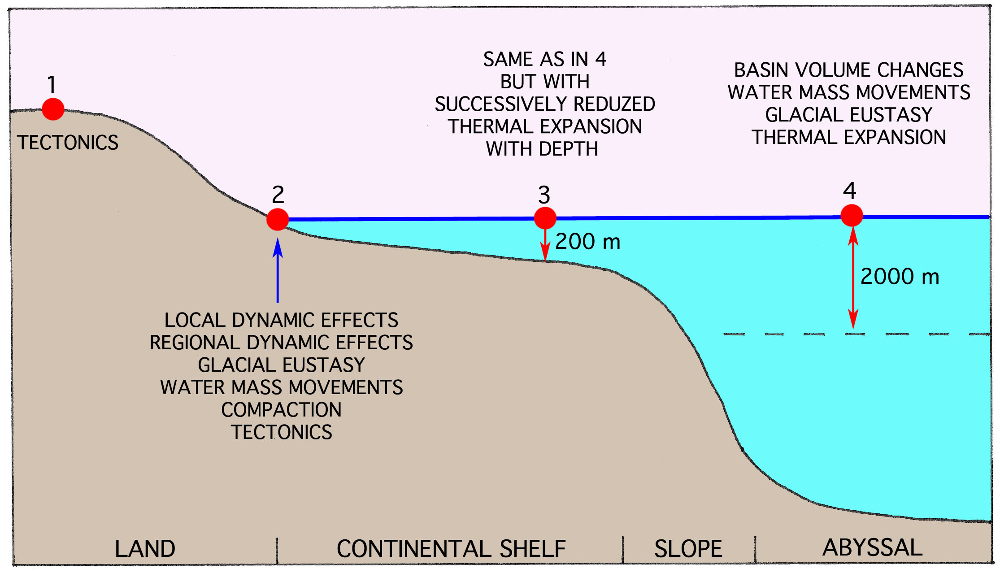 1
TECTONICS
2
LOCAL DYNAMIC EFFECTS
REGIONAL DYNAMIC EFFECTS
GLACIAL EUSTASY
WATER MASS MOVEMENTS
COMPACTION
TECTONICS
SAME AS IN 4
BUT WITH
SUCCESSIVELY REDUZED
THERMAL EXPANSION
WITH DEPTH
3
200 m
BASIN VOLUME CHANGES
WATER MASS MOVEMENTS
GLACIAL EUSTASY
THERMAL EXPANSION
4
2000 m
LAND
CONTINENTAL SHELF
SLOPE
ABYSSAL